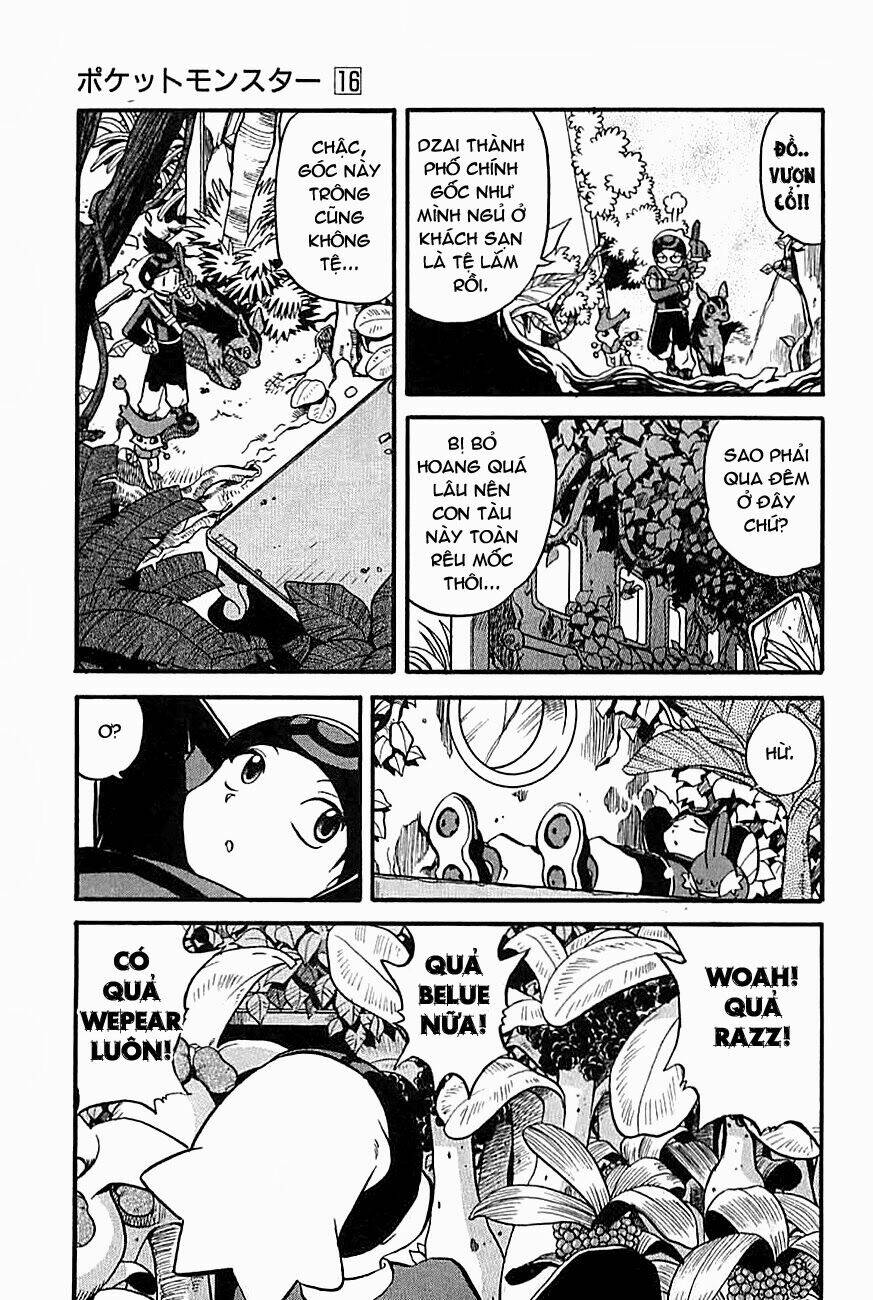 ポケットモンスター 16
ĐỒ..
VƯỢN
CỔ!!
DZAI THÀNH
PHỐ CHÍNH
GỐC NHƯ
MÌNH NGỦ Ở
KHÁCH SẠN
LÀ TỆ LẮM
RỒI.
CHẬC,
GÓC NÀY
TRÔNG
CŨNG
KHÔNG
TỆ...
SAO PHẢI
QUA ĐÊM
Ở ĐÂY
CHỨ?
BỊ BỎ
HOANG QUÁ
LÂU NÊN
CON TÀU
NÀY TOÀN
RÊU MỐC
THÔI...
HỪ.
Ơ?
WOAH!
QUẢ
RAZZ!
QUẢ
BELUE
NỮA!
CÓ
QUẢ
WEPEAR
LUÔN!